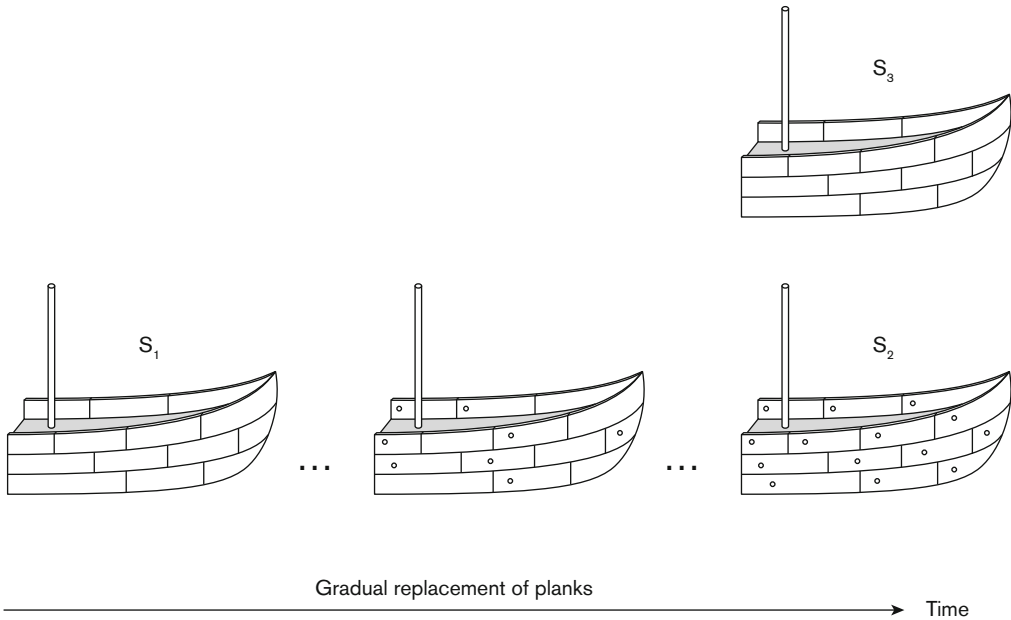 S₃
S₁
S₂
... ...
Gradual replacement of planks
Time